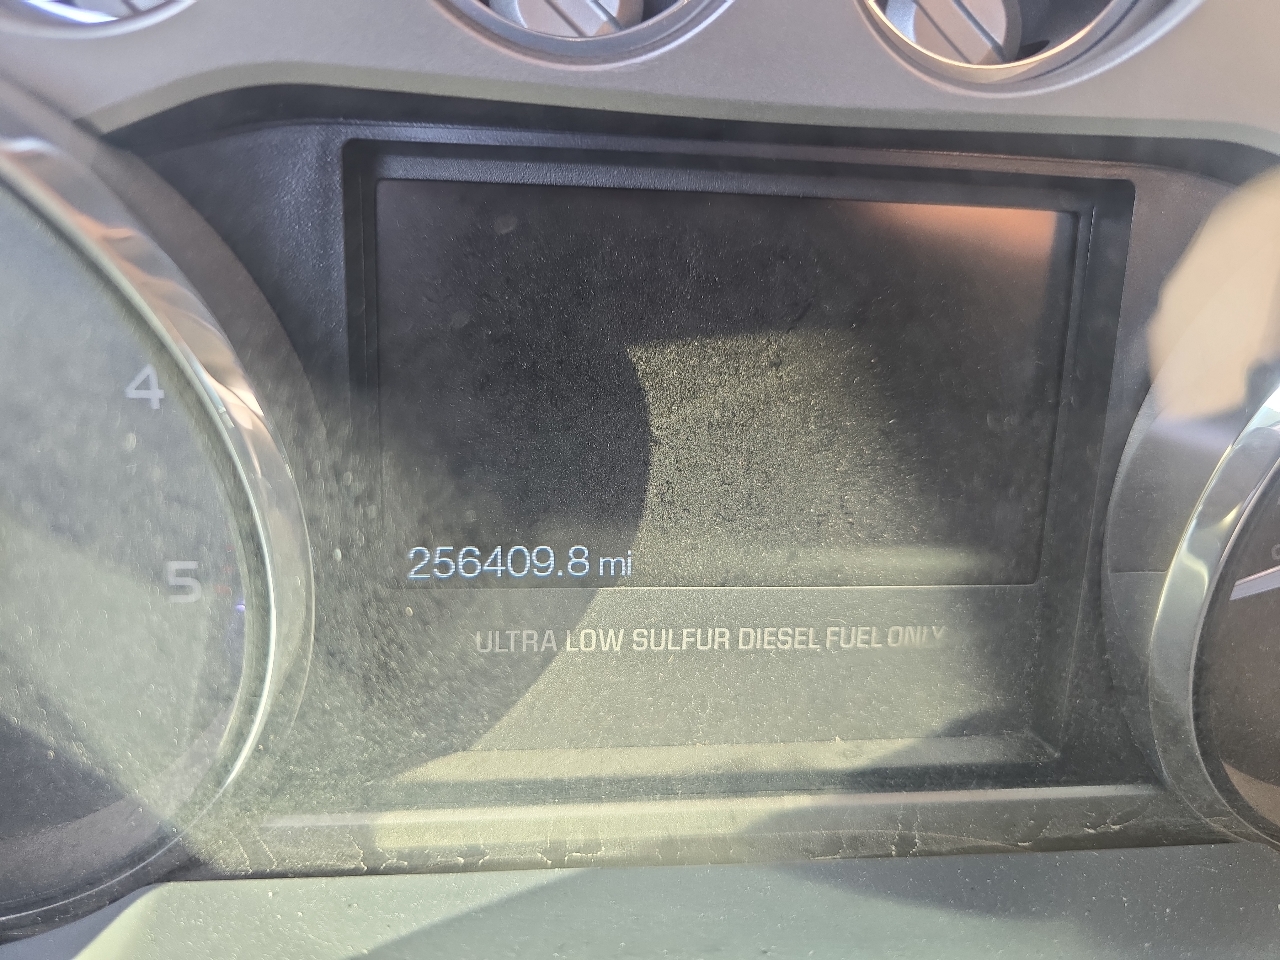 4
5
256409.8 mi
ULTRA LOW SULFUR DIESEL FUEL ONLY